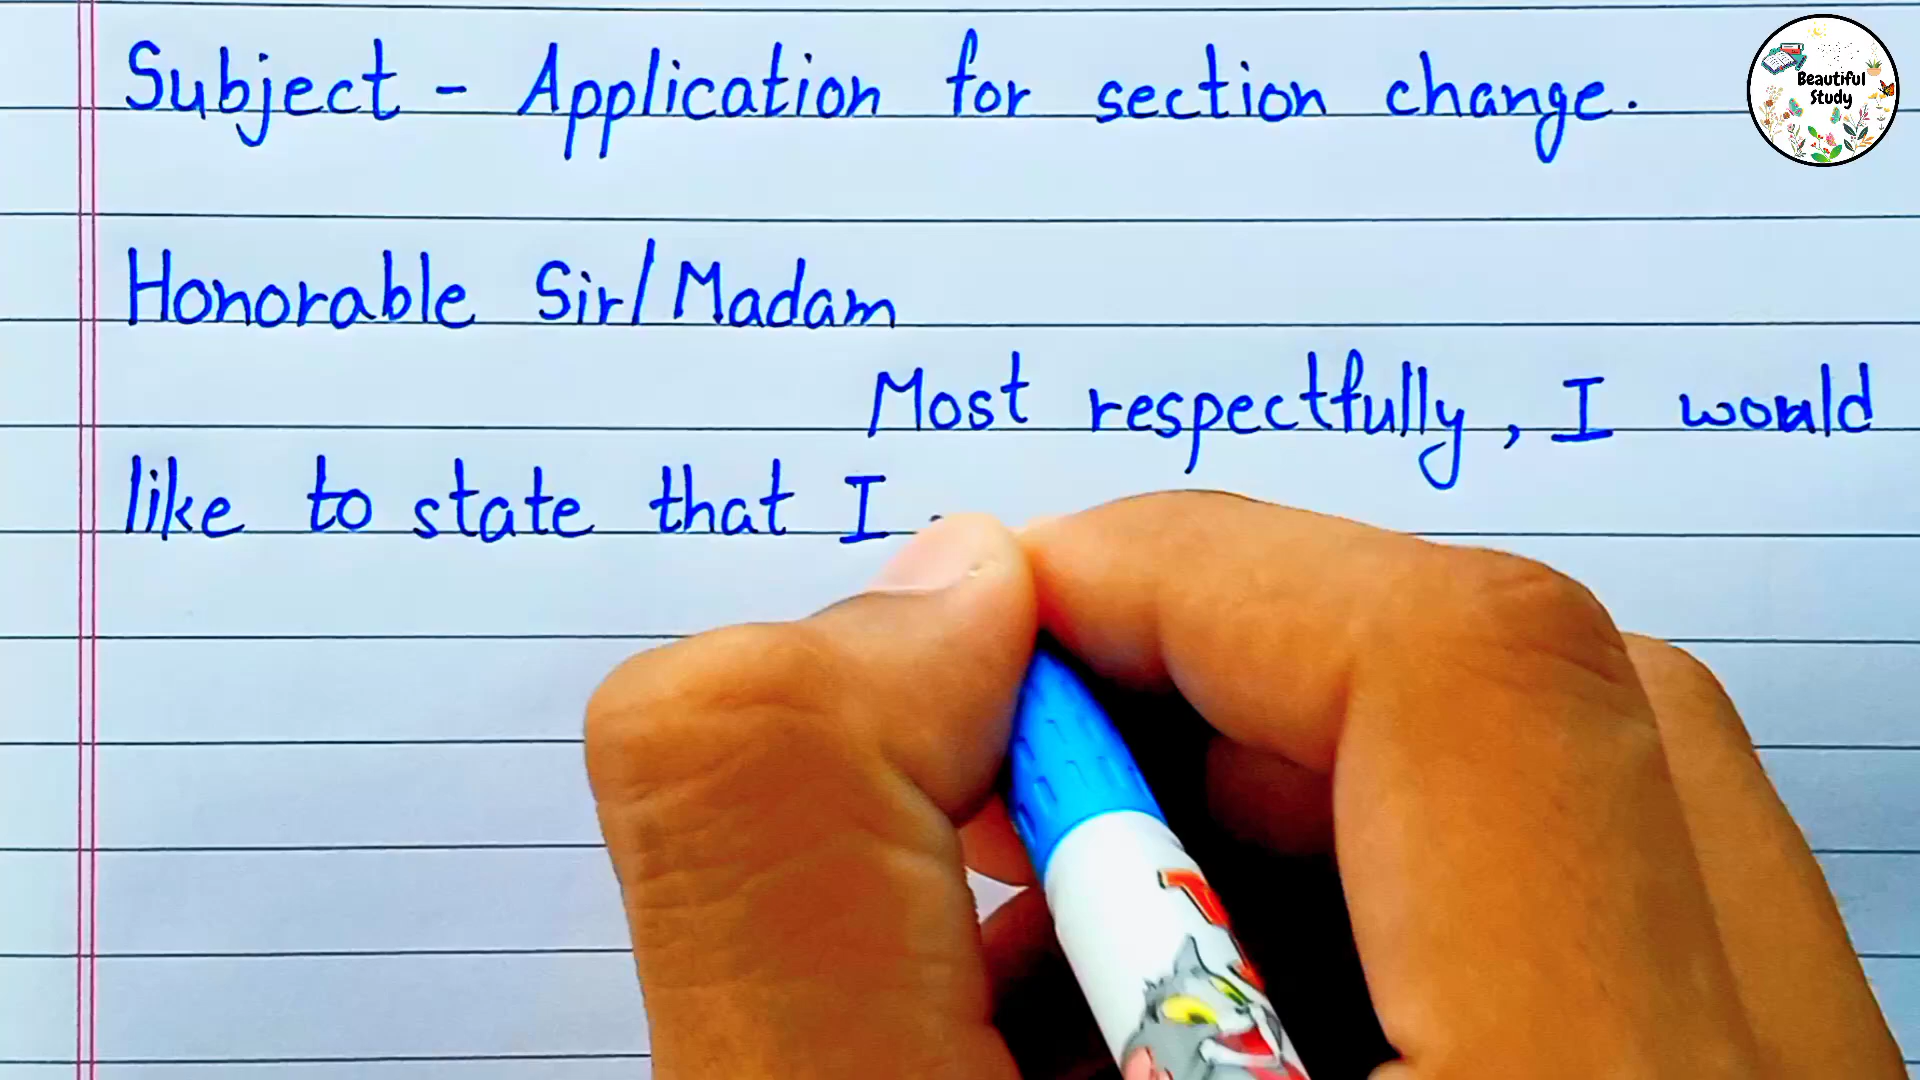 Subject - Application for section change.
Beautiful
Study
Honorable Sir/Madam
Most respectfully, I would
like to state that I